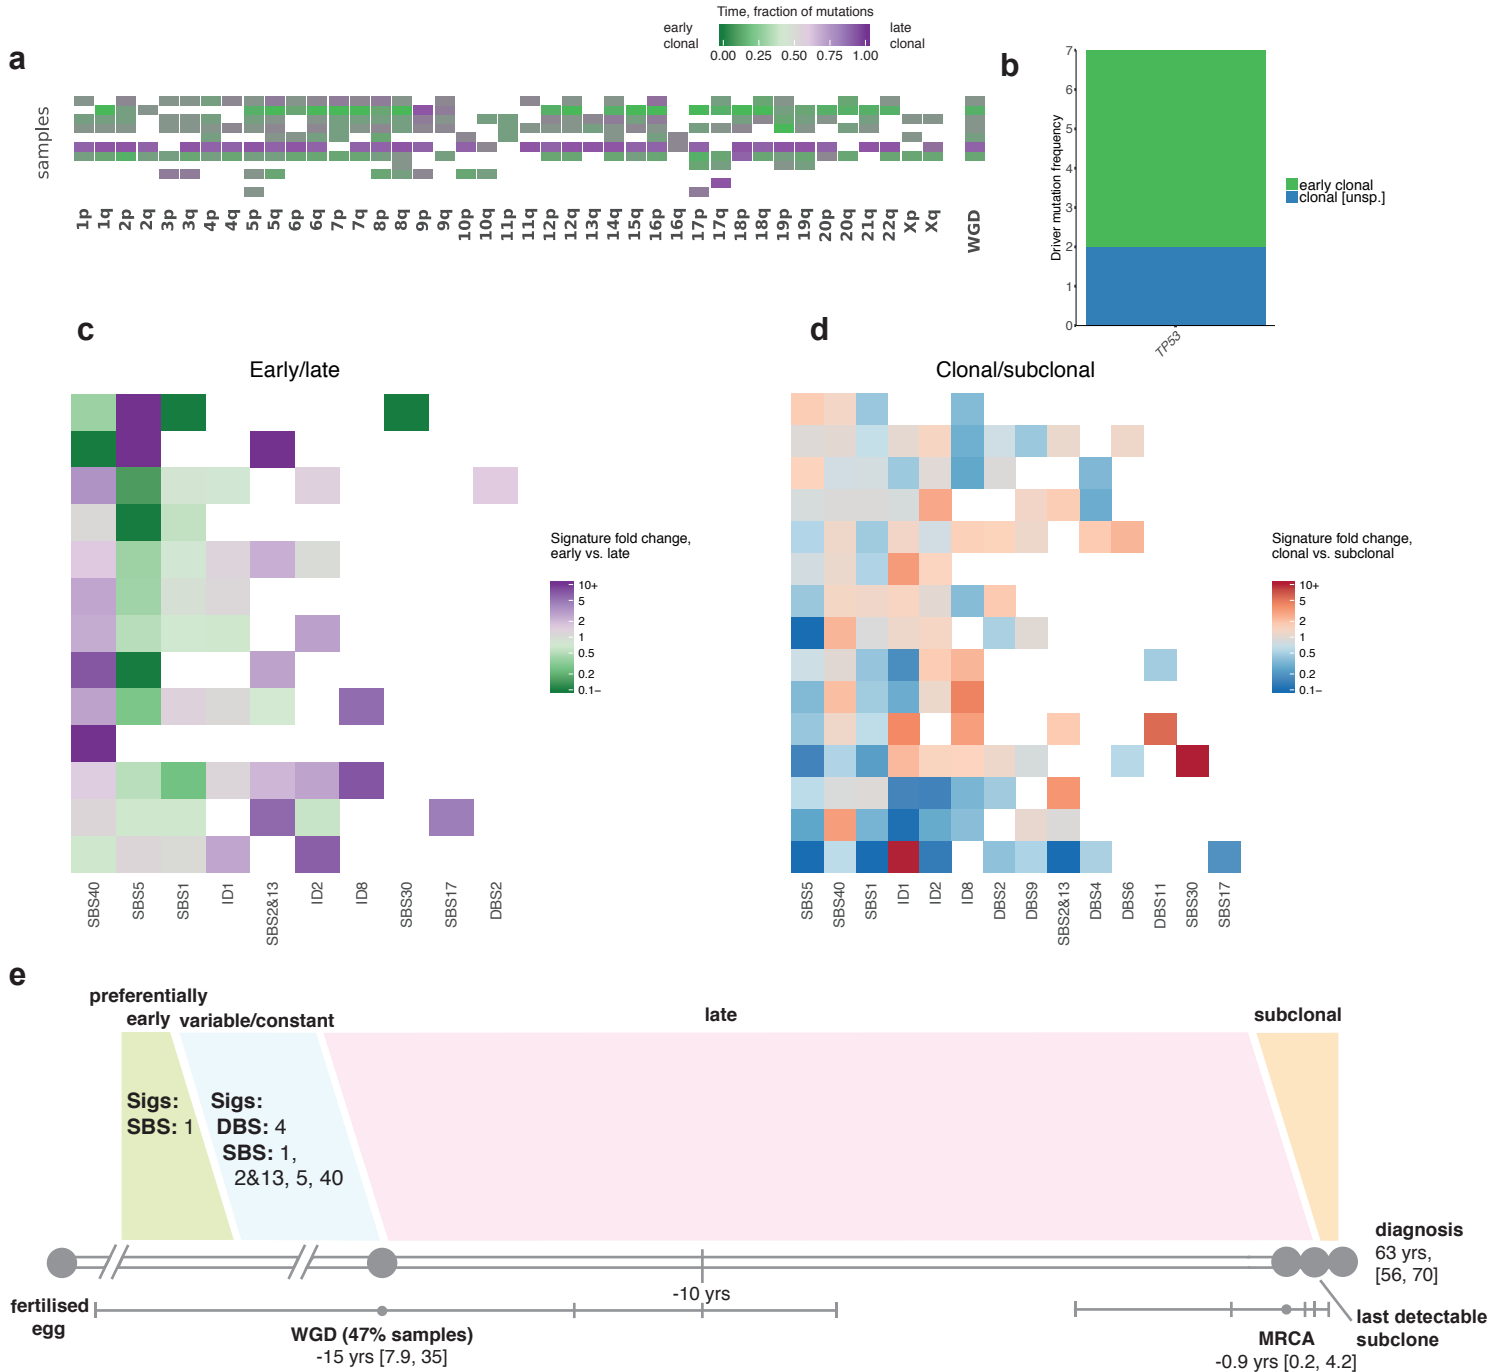 Time, fraction of mutations
early
clonal
late
clonal
0.00 0.25 0.50 0.75 1.00
a
samples
1p 1q 2p 2q 3p 3q 4p 4q 5p 5q 6p 6q 7p 7q 8p 8q 9p 9q 10p 10q 11p 11q 12p 12q 13q 14q 15q 16p 16q 17p 17q 18p 18q 19p 19q 20p 20q 21q 22q Xp Xq WGD
b
Driver mutation frequency
7
6
5
4
3
2
1
0
TP53
early clonal
clonal [unsp.]
c
Early/late
Signature fold change,
early vs. late
10+
5
2
1
0.5
0.2
0.1−
SBS40 SBS5 SBS1 ID1 SBS2&13 ID2 ID8 SBS30 SBS17 DBS2
d
Clonal/subclonal
Signature fold change,
clonal vs. subclonal
10+
5
2
1
0.5
0.2
0.1−
SBS5 SBS40 SBS1 ID1 ID2 ID8 DBS2 DBS9 SBS2&13 DBS4 DBS6 DBS11 SBS30 SBS17
e
preferentially
early
variable/constant
late
subclonal
Sigs:
SBS: 1
Sigs:
DBS: 4
SBS: 1,
2&13, 5, 40
diagnosis
63 yrs,
[56, 70]
-10 yrs
fertilised
egg
WGD (47% samples)
-15 yrs [7.9, 35]
MRCA
-0.9 yrs [0.2, 4.2]
last detectable
subclone